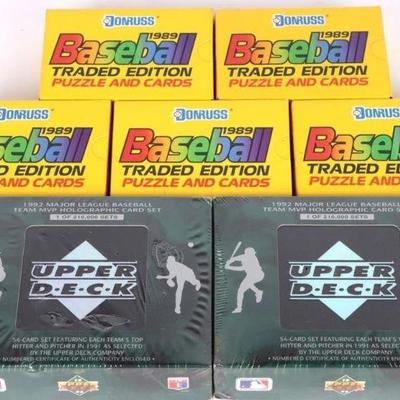 DONRUSS
1989
Baseball
TRADED EDITION
PUZZLE AND CARDS
DONRUSS
1989
Baseball
TRADED EDITION
PUZZLE AND CARDS
1989
Baseball
EDITION
AND CARDS
DONRUSS
1989
Baseball
TRADED EDITION
PUZZLE AND CARDS
DONRUSS
Baseball
TRADED EDITION
PUZZLE AND CARDS
1992 MAJOR LEAGUE BASEBALL
TEAM MVP HOLOGRAPHIC CARD SET
1 OF 216,000 SETS
UPPER
DECK
54-CARD SET FEATURING EACH TEAM'S TOP
HITTER AND PITCHER IN 1991 AS SELECTED
BY THE UPPER DECK COMPANY
• NUMBERED CERTIFICATE OF AUTHENTICITY ENCLOSED •
1992 MAJOR LEAGUE BASEBALL
TEAM MVP HOLOGRAPHIC CARD SET
1 OF 216,000 SETS
UPPER
DECK
54-CARD SET FEATURING EACH TEAM'S TOP
HITTER AND PITCHER IN 1991 AS SELECTED
BY THE UPPER DECK COMPANY
• NUMBERED CERTIFICATE OF AUTHENTICITY ENCLOSED •